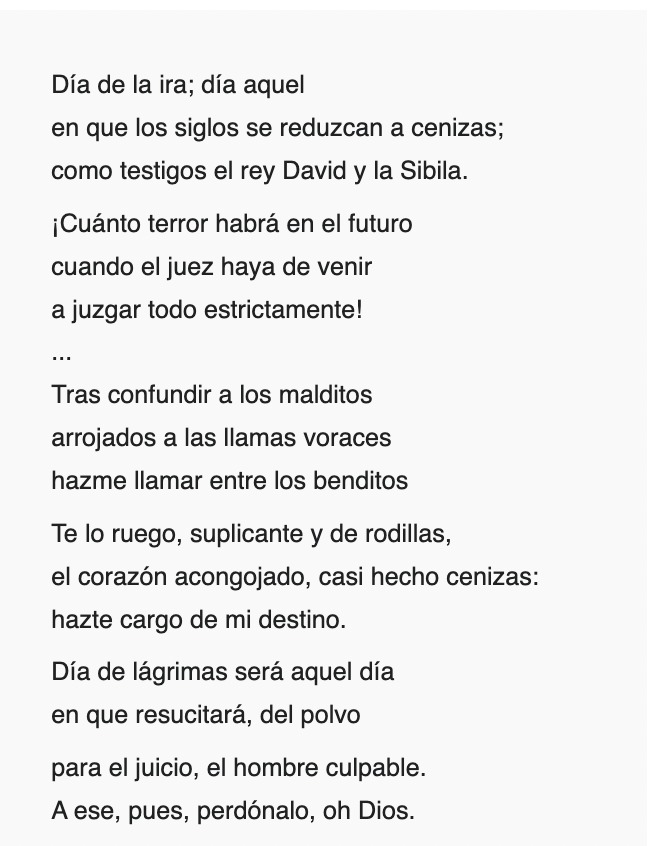 Día de la ira; día aquel
en que los siglos se reduzcan a cenizas;
como testigos el rey David y la Sibila.
¡Cuánto terror habrá en el futuro
cuando el juez haya de venir
a juzgar todo estrictamente!
...
Tras confundir a los malditos
arrojados a las llamas voraces
hazme llamar entre los benditos
Te lo ruego, suplicante y de rodillas,
el corazón acongojado, casi hecho cenizas:
hazte cargo de mi destino.
Día de lágrimas será aquel día
en que resucitará, del polvo
para el juicio, el hombre culpable.
A ese, pues, perdónalo, oh Dios.